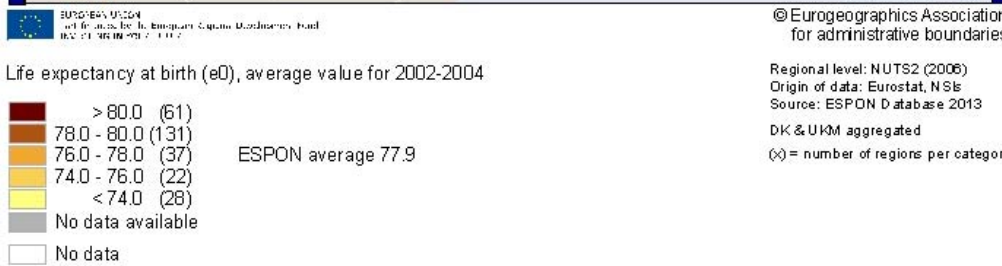 EUROPEAN UNION
© Eurogeographics Association
for administrative boundaries
Life expectancy at birth (e0), average value for 2002-2004
> 80.0 (61)
78.0 - 80.0 (131)
76.0 - 78.0 (37)
ESPON average 77.9
74.0 - 76.0 (22)
< 74.0 (28)
No data available
No data
Regional level: NUTS2 (2006)
Origin of data: Eurostat, NSIs
Source: ESPON Database 2013
DK & UKM aggregated
(x) = number of regions per categor